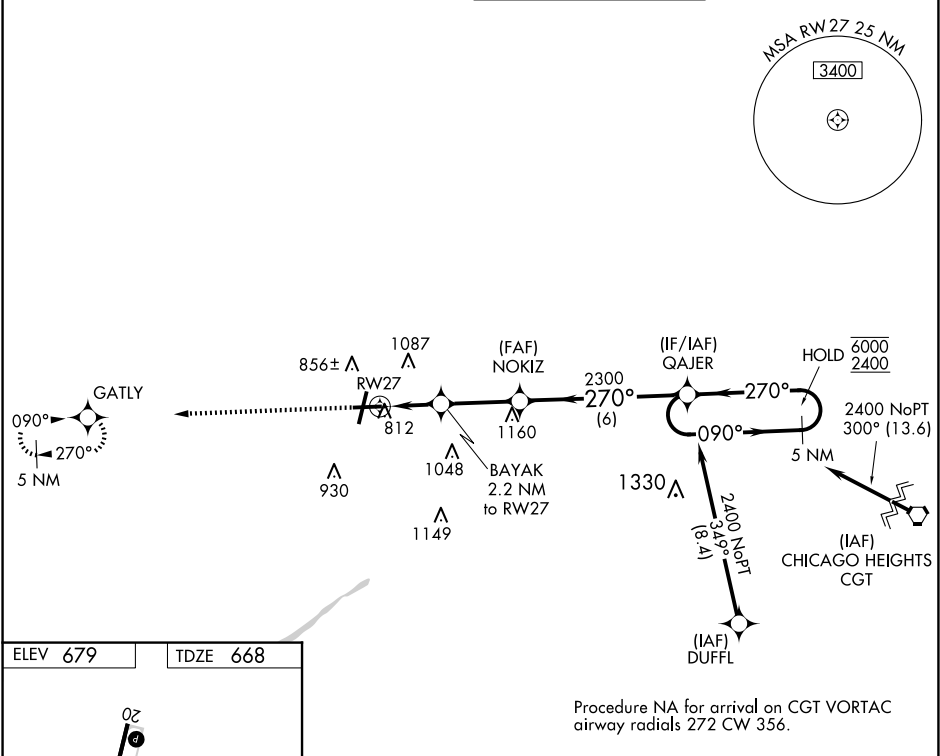 MSA RW27 25 NM
3400
1087
856±
RW27
812
(FAF)
NOKIZ
2300
270°
(6)
(IF/IAF)
QAJER
270°
090°
HOLD
6000
2400
2400 NoPT
300° (13.6)
5 NM
GATLY
090°
270°
5 NM
930
1048
1149
BAYAK
2.2 NM
to RW27
1160
1330
2400 NoPT
349°
(8.4)
(IAF)
CHICAGO HEIGHTS
CGT
(IAF)
DUFFL
ELEV 679
TDZE 668
20
P
Procedure NA for arrival on CGT VORTAC
airway radials 272 CW 356.